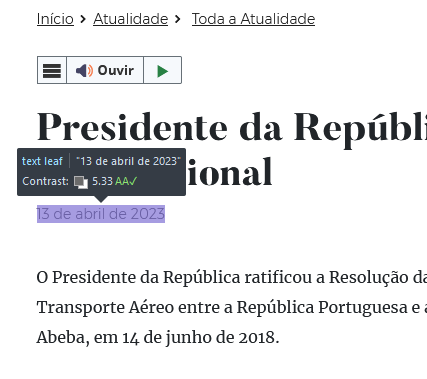 Início › Atualidade › Toda a Atualidade
Ouvir
Presidente da Repúbli
ional
text leaf "13 de abril de 2023"
Contrast: 5.33 AA✓
13 de abril de 2023
O Presidente da República ratificou a Resolução da
Transporte Aéreo entre a República Portuguesa e a
Abeba, em 14 de junho de 2018.